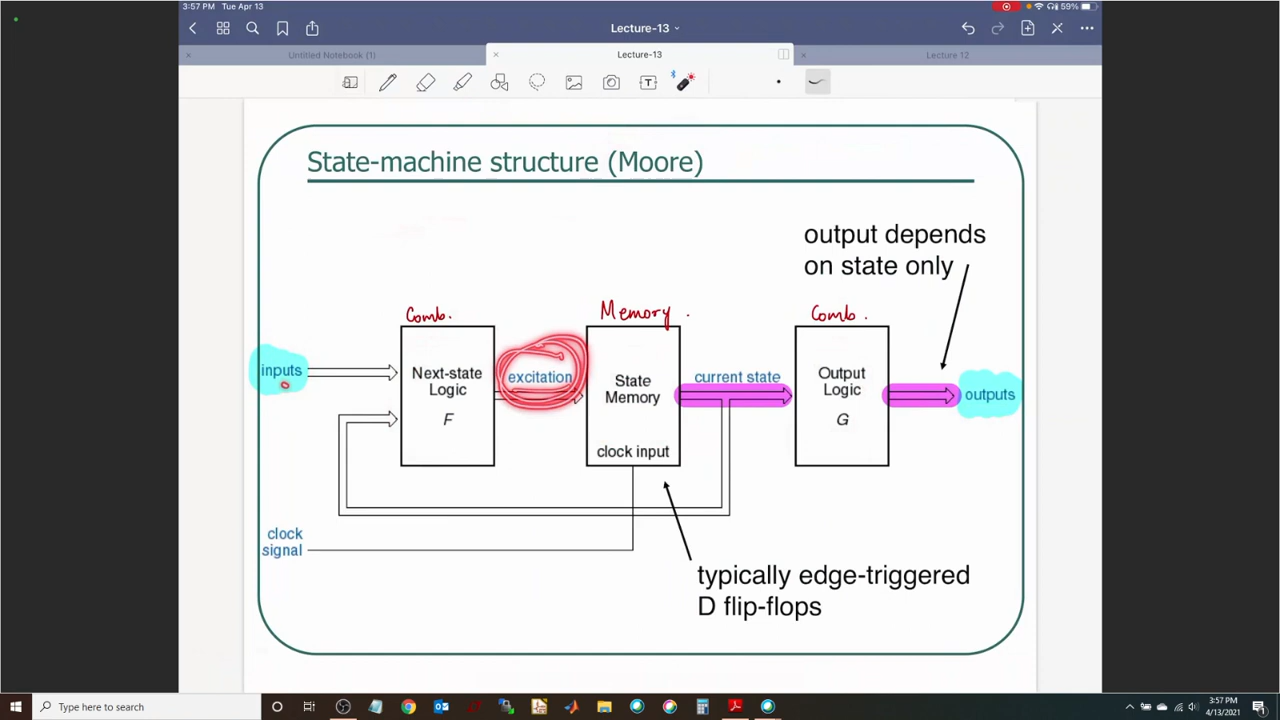 3:57 PM Tue Apr 13
59%
Lecture-13
Untitled Notebook (1)
Lecture-13
Lecture 12
State-machine structure (Moore)
output depends
on state only
Comb.
Memory.
Comb.
inputs
Next-state
Logic
F
excitation
State
Memory
clock input
current state
Output
Logic
G
outputs
clock
signal
typically edge-triggered
D flip-flops
Type here to search
3:57 PM
4/13/2021